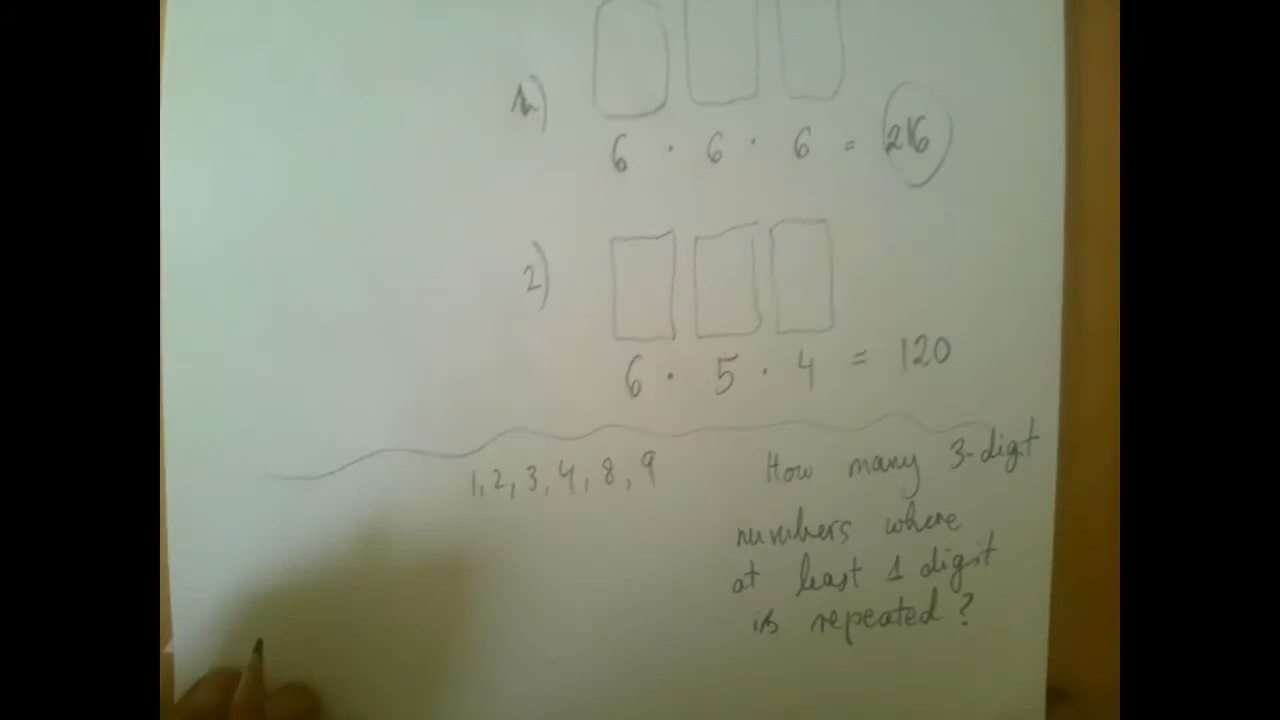 1)
6 · 6 · 6 = 216
2)
6 · 5 · 4 = 120
1, 2, 3, 4, 8, 9
How many 3-digit
numbers where
at least 1 digit
is repeated?